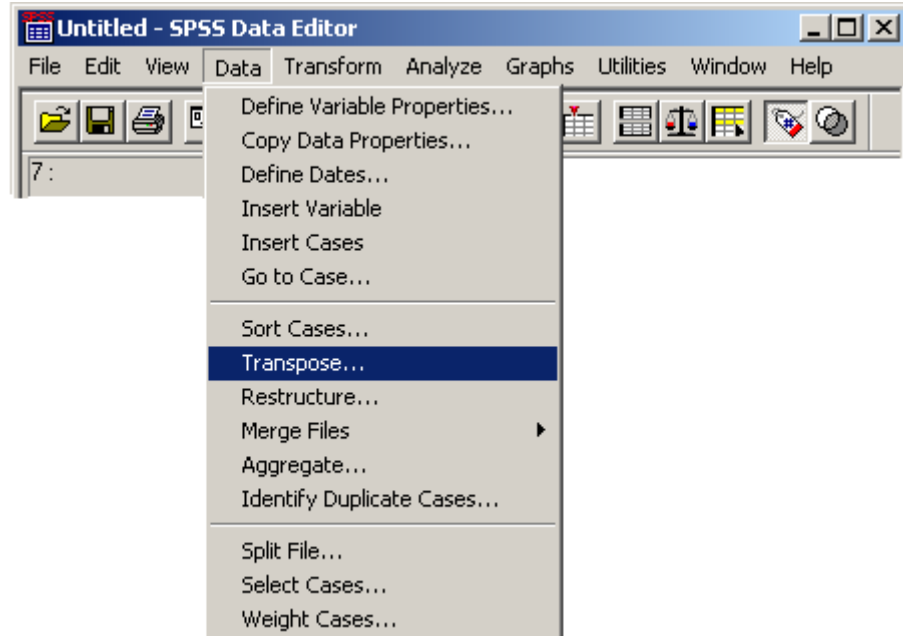 SPSS
Untitled - SPSS Data Editor
File Edit View Data Transform Analyze Graphs Utilities Window Help
7 :
Define Variable Properties...
Copy Data Properties...
Define Dates...
Insert Variable
Insert Cases
Go to Case...
Sort Cases...
Transpose...
Restructure...
Merge Files
Aggregate...
Identify Duplicate Cases...
Split File...
Select Cases...
Weight Cases...